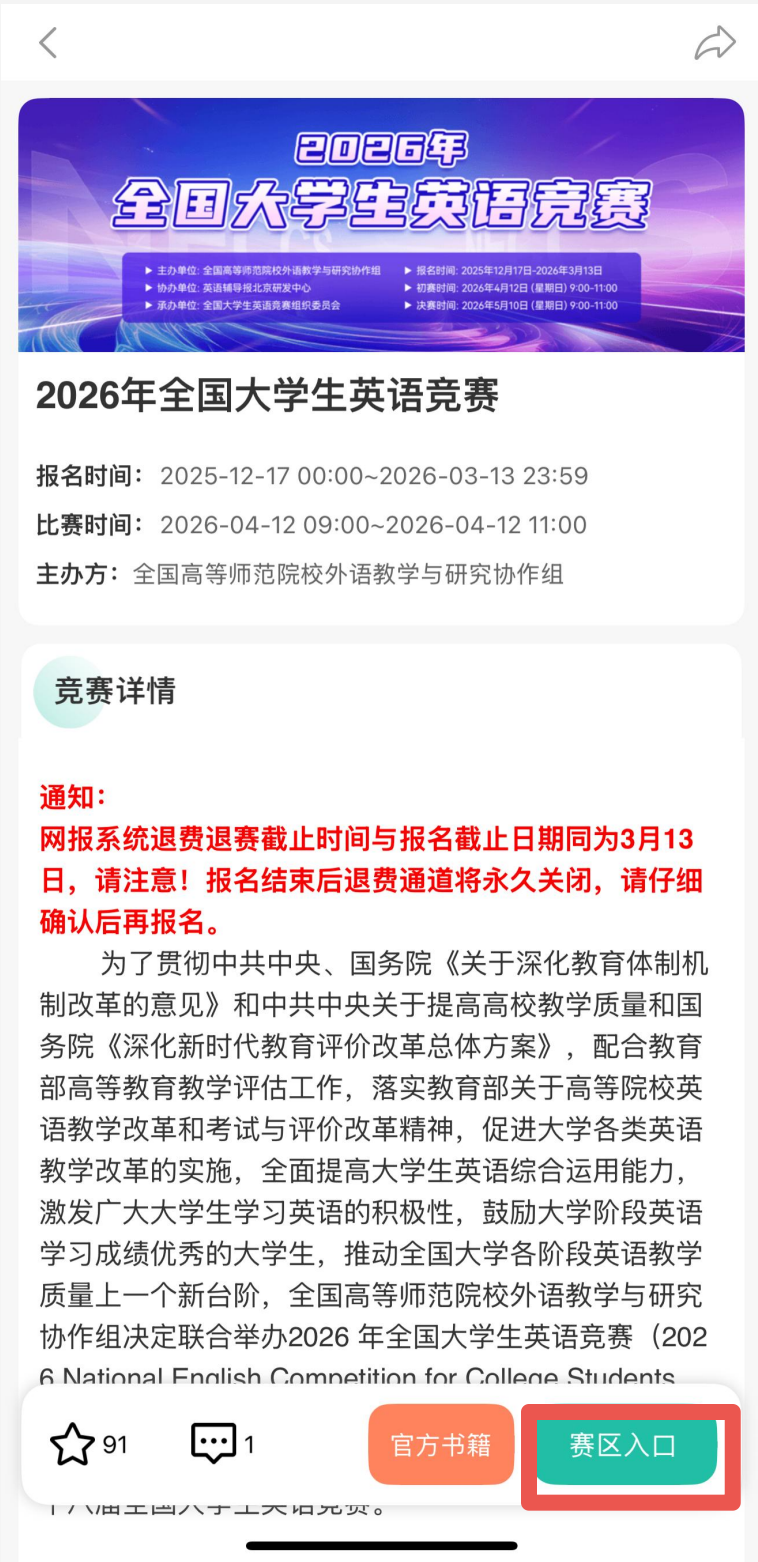 2026年
全国大学生英语竞赛
▶ 主办单位: 全国高等师范院校外语教学与研究协作组
▶ 协办单位: 英语辅导报北京研发中心
▶ 承办单位: 全国大学生英语竞赛组织委员会
▶ 报名时间: 2025年12月17日-2026年3月13日
▶ 初赛时间: 2026年4月12日 (星期日) 9:00-11:00
▶ 决赛时间: 2026年5月10日 (星期日) 9:00-11:00
2026年全国大学生英语竞赛
报名时间： 2025-12-17 00:00~2026-03-13 23:59
比赛时间： 2026-04-12 09:00~2026-04-12 11:00
主办方： 全国高等师范院校外语教学与研究协作组
竞赛详情
通知：
网报系统退费退赛截止时间与报名截止日期同为3月13
日，请注意！报名结束后退费通道将永久关闭，请仔细
确认后再报名。
为了贯彻中共中央、国务院《关于深化教育体制机
制改革的意见》和中共中央关于提高高校教学质量和国
务院《深化新时代教育评价改革总体方案》，配合教育
部高等教育教学评估工作，落实教育部关于高等院校英
语教学改革和考试与评价改革精神，促进大学各类英语
教学改革的实施，全面提高大学生英语综合运用能力，
激发广大大学生学习英语的积极性，鼓励大学阶段英语
学习成绩优秀的大学生，推动全国大学各阶段英语教学
质量上一个新台阶，全国高等师范院校外语教学与研究
协作组决定联合举办2026 年全国大学生英语竞赛（202
6 National English Competition for College Students
91
1
官方书籍
赛区入口